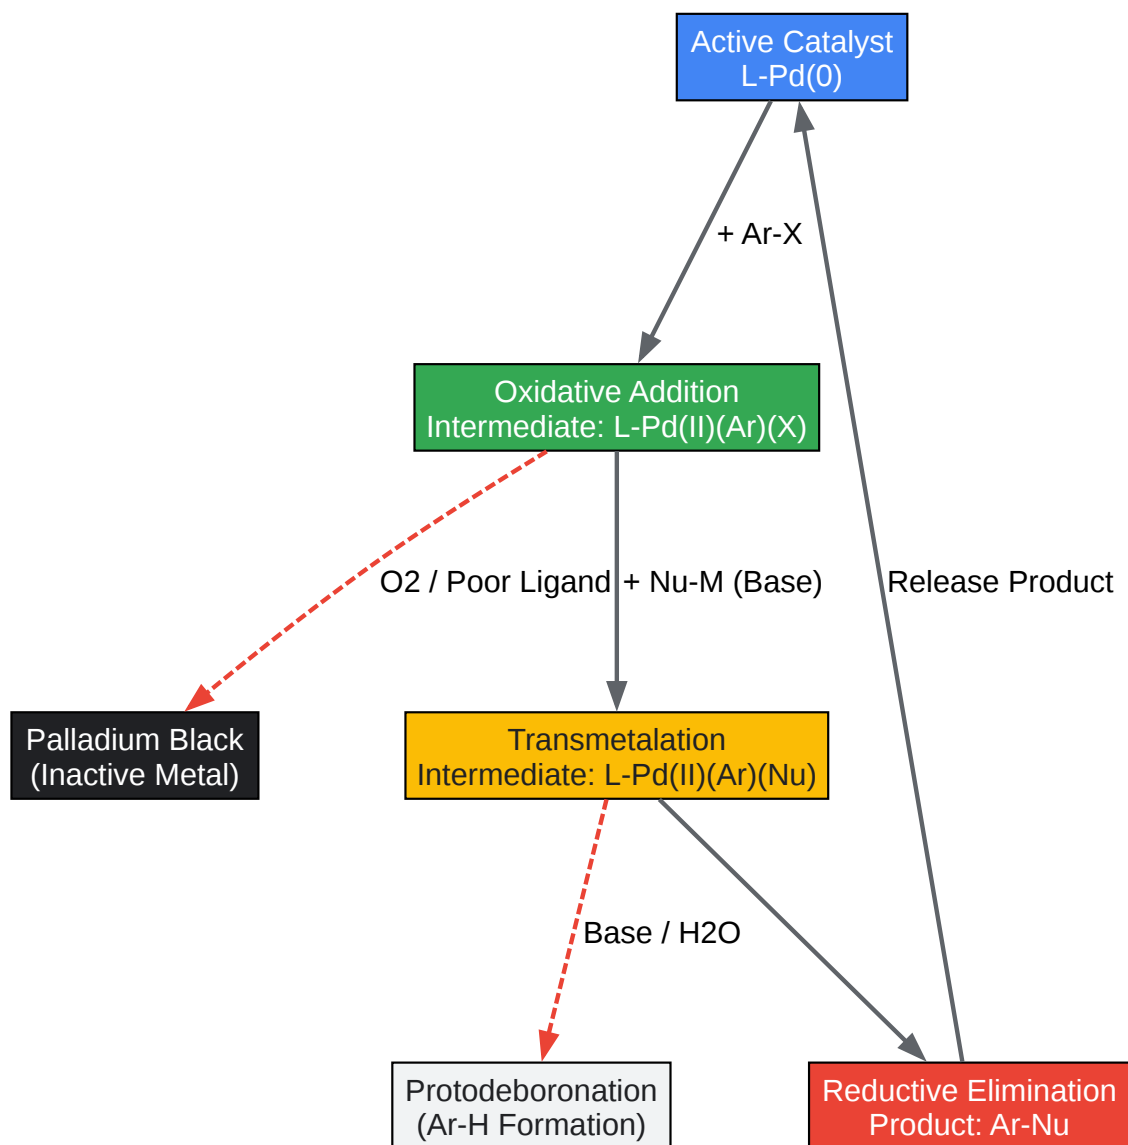 Active Catalyst
L-Pd(0)
+ Ar-X
Oxidative Addition
Intermediate: L-Pd(II)(Ar)(X)
O2 / Poor Ligand
+ Nu-M (Base)
Release Product
Palladium Black
(Inactive Metal)
Transmetalation
Intermediate: L-Pd(II)(Ar)(Nu)
Base / H2O
Protodeboronation
(Ar-H Formation)
Reductive Elimination
Product: Ar-Nu